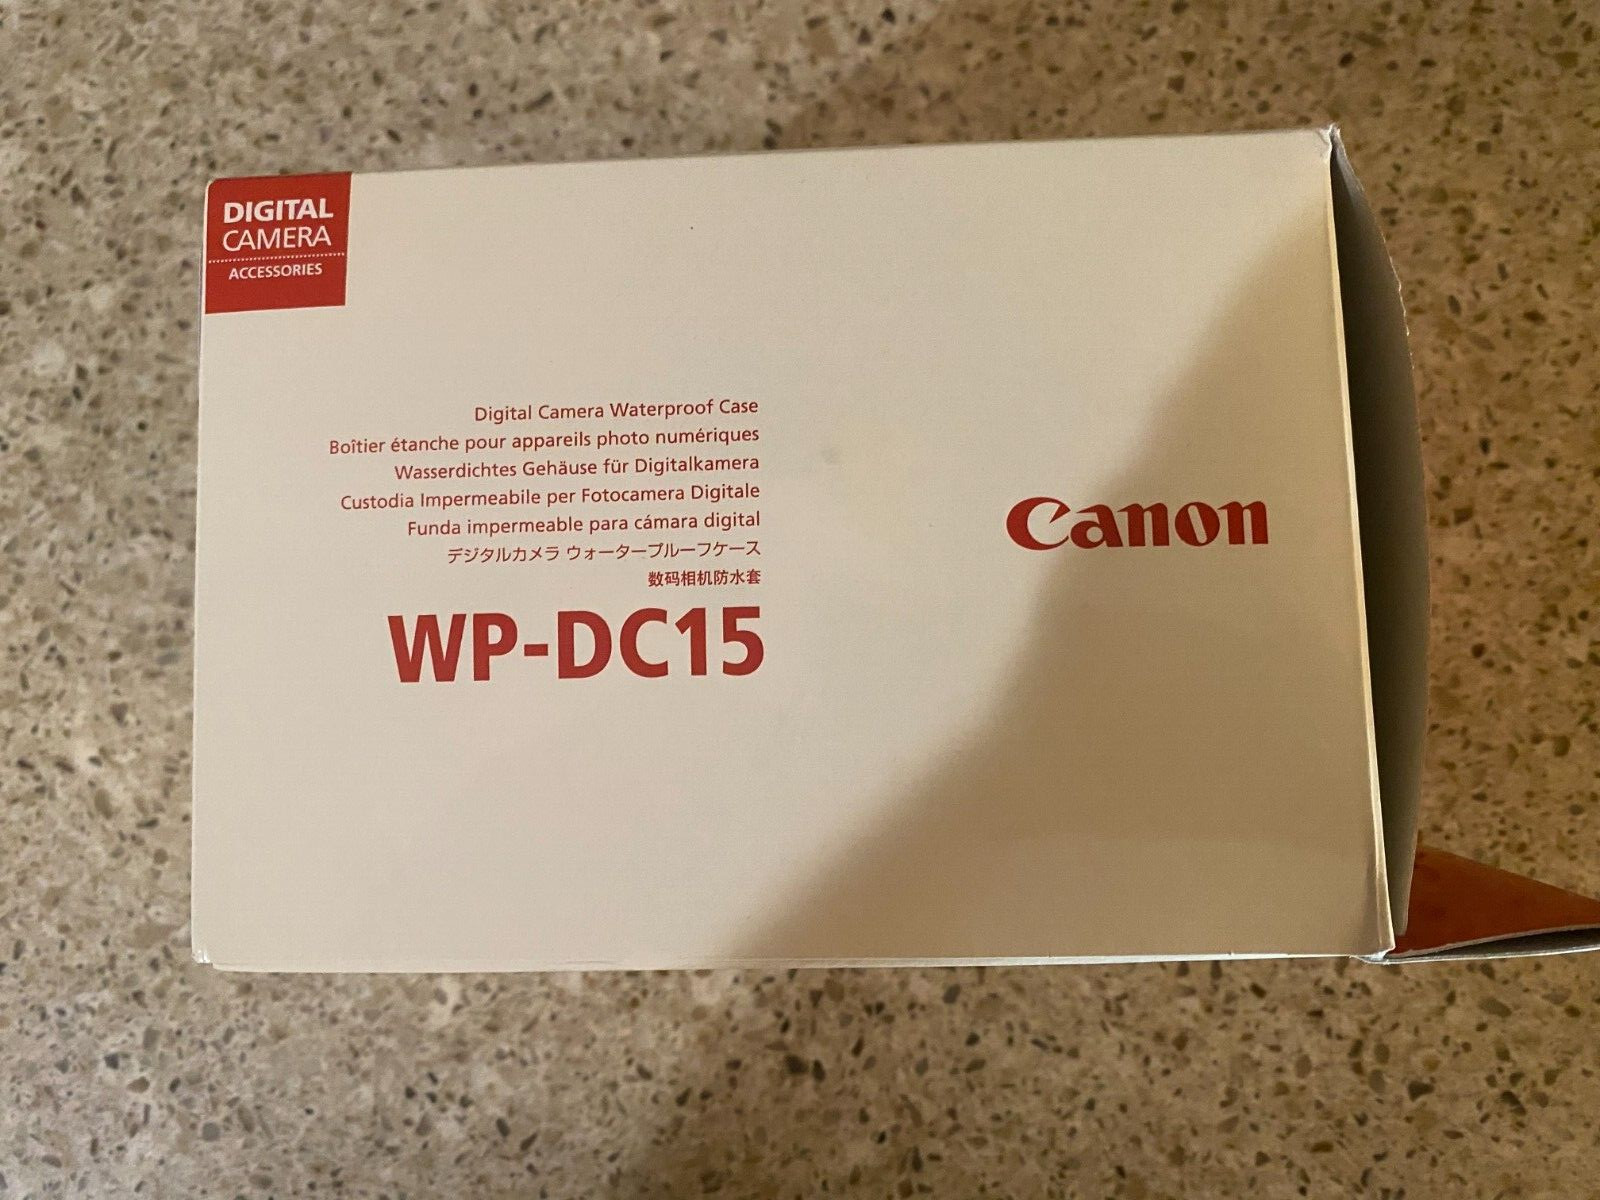 DIGITAL
CAMERA
ACCESSORIES
Digital Camera Waterproof Case
Boîtier étanche pour appareils photo numériques
Wasserdichtes Gehäuse für Digitalkamera
Custodia Impermeabile per Fotocamera Digitale
Funda impermeable para cámara digital
デジタルカメラ ウォータープルーフケース
数码相机防水套
WP-DC15
Canon